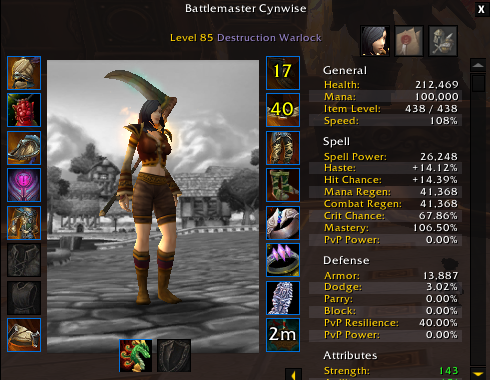 Battlemaster Cynwise
X
Level 85 Destruction Warlock
17
40
2m
General
Health: 212,469
Mana: 100,000
Item Level: 438 / 438
Speed: 108%
Spell
Spell Power: 26,248
Haste: +14.12%
Hit Chance: +14.39%
Mana Regen: 41,368
Combat Regen: 41,368
Crit Chance: 67.86%
Mastery: 106.50%
PvP Power: 0.00%
Defense
Armor: 13,887
Dodge: 3.02%
Parry: 0.00%
Block: 0.00%
PvP Resilience: 40.00%
PvP Power: 0.00%
Attributes
Strength: 143